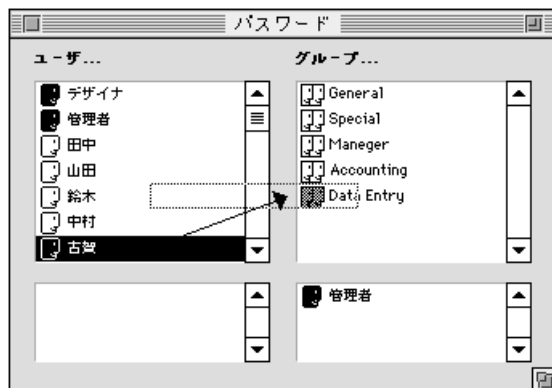 パスワード
ユーザ...
デザイナ
管理者
田中
山田
鈴木
中村
古賀
グループ...
General
Special
Maneger
Accounting
Data Entry
管理者